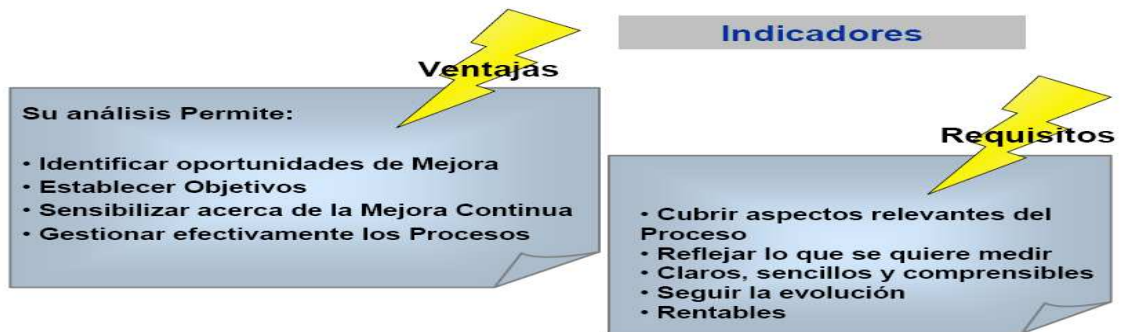 Indicadores
Ventajas
Su análisis Permite:
• Identificar oportunidades de Mejora
• Establecer Objetivos
• Sensibilizar acerca de la Mejora Continua
• Gestionar efectivamente los Procesos
Requisitos
• Cubrir aspectos relevantes del
Proceso
• Reflejar lo que se quiere medir
• Claros, sencillos y comprensibles
• Seguir la evolución
• Rentables